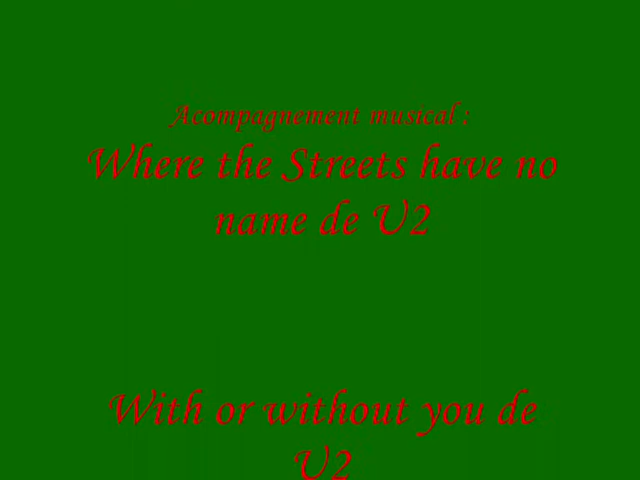 Acompagnement musical :
Where the Streets have no
name de U2
With or without you de
U2